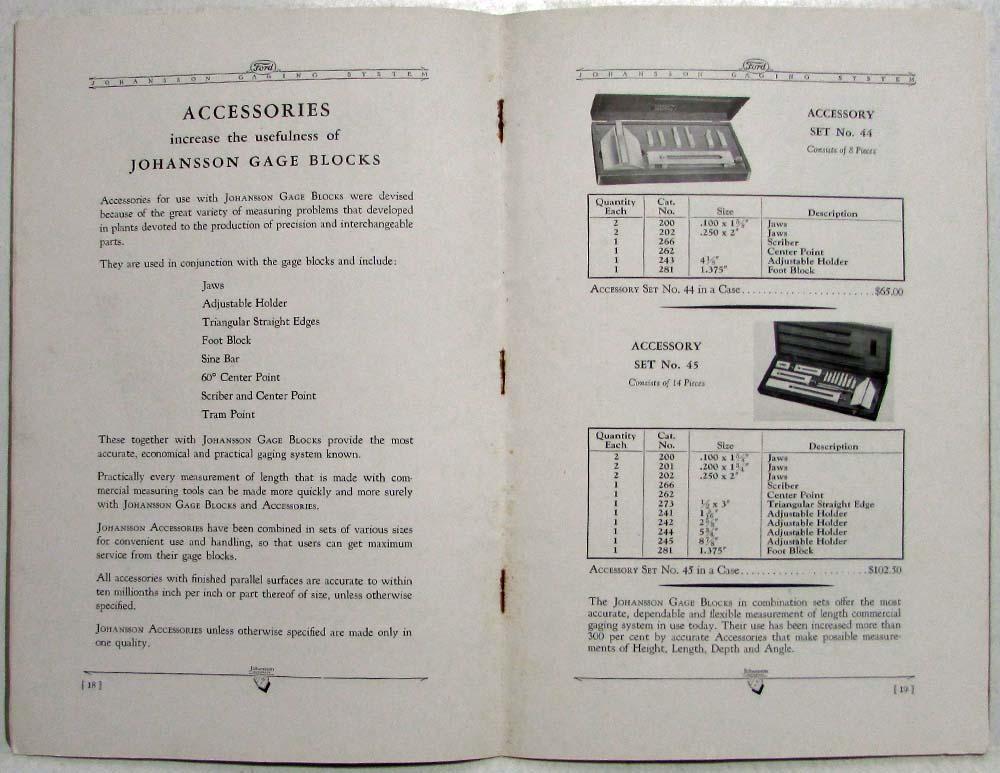 Ford
JOHANSSON GAGING SYSTEM
ACCESSORIES
increase the usefulness of
JOHANSSON GAGE BLOCKS
Accessories for use with JOHANSSON GAGE BLOCKS were devised
because of the great variety of measuring problems that developed
in plants devoted to the production of precision and interchangeable
parts.
They are used in conjunction with the gage blocks and include:
Jaws
Adjustable Holder
Triangular Straight Edges
Foot Block
Sine Bar
60° Center Point
Scriber and Center Point
Tram Point
These together with JOHANSSON GAGE BLOCKS provide the most
accurate, economical and practical gaging system known.
Practically every measurement of length that is made with com-
mercial measuring tools can be made more quickly and more surely
with JOHANSSON GAGE BLOCKS and ACCESSORIES.
JOHANSSON ACCESSORIES have been combined in sets of various sizes
for convenient use and handling, so that users can get maximum
service from their gage blocks.
All accessories with finished parallel surfaces are accurate to within
ten millionths inch per inch or part thereof of size, unless otherwise
specified.
JOHANSSON ACCESSORIES unless otherwise specified are made only in
one quality.
Johansson
[ 18 ]
Ford
JOHANSSON GAGING SYSTEM
ACCESSORY
SET No. 44
Consists of 8 Pieces
Quantity Each Cat. No. Size Description
2 200 .100 x Jaws
2 202 .250 x 2" Jaws
1 266 Scriber
1 262 Center Point
1 243 Adjustable Holder
1 281 1.375" Foot Block
ACCESSORY SET No. 44 in a Case........................$65.00
ACCESSORY
SET No. 45
Consists of 14 Pieces
Quantity Each Cat. No. Size Description
2 200 .100 x Jaws
2 201 .200 x Jaws
2 202 .250 x 2" Jaws
1 266 Scriber
1 262 Center Point
1 273 ½ x 3" Triangular Straight Edge
1 241 Adjustable Holder
1 242 Adjustable Holder
1 244 Adjustable Holder
1 245 Adjustable Holder
1 281 1.375" Foot Block
ACCESSORY SET No. 45 in a Case.......................$102.50
The JOHANSSON GAGE BLOCKS in combination sets offer the most
accurate, dependable and flexible measurement of length commercial
gaging system in use today. Their use has been increased more than
300 per cent by accurate Accessories that make possible measure-
ments of Height, Length, Depth and Angle.
Johansson
[ 19 ]